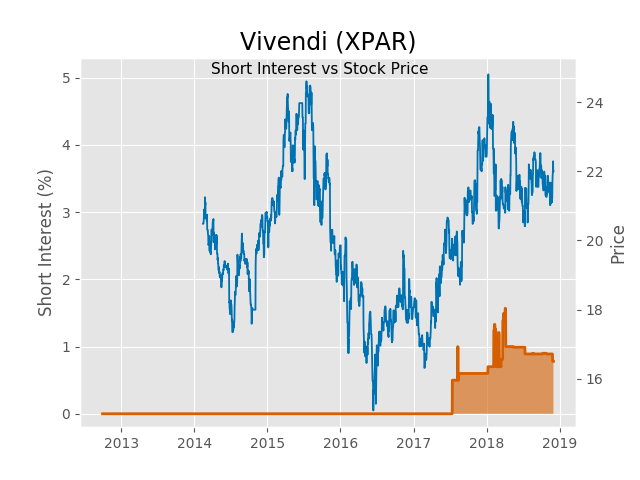 Vivendi (XPAR)
Short Interest vs Stock Price
5
4
3
2
1
0
Short Interest (%)
24
22
20
18
16
Price
2013 2014 2015 2016 2017 2018 2019